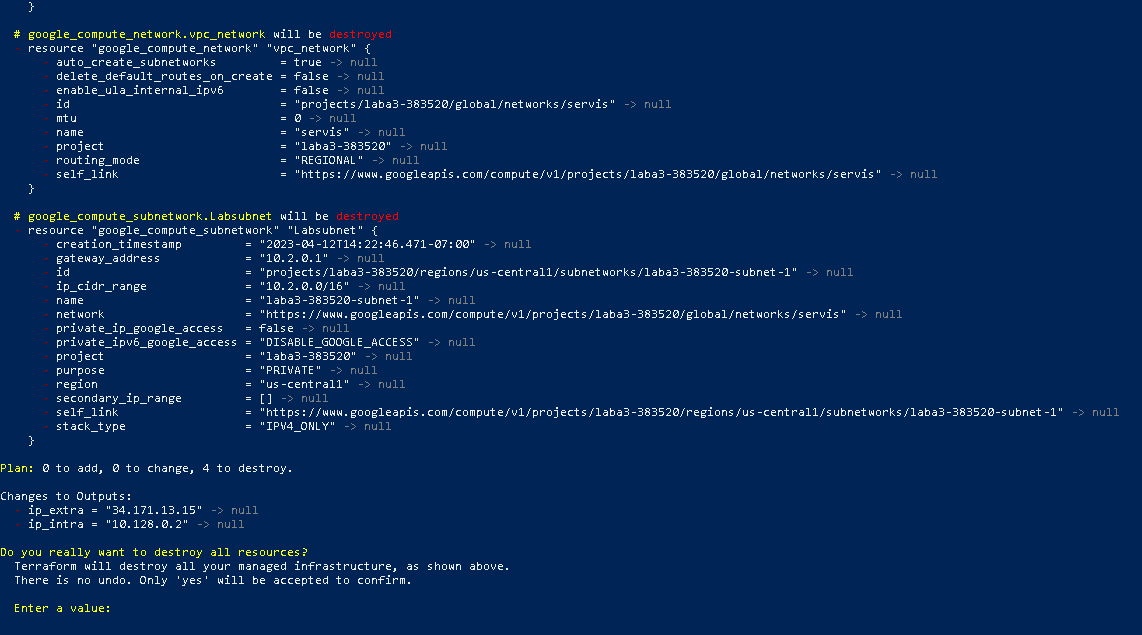 }
# google_compute_network.vpc_network will be destroyed
- resource "google_compute_network" "vpc_network" {
- auto_create_subnetworks = true -> null
- delete_default_routes_on_create = false -> null
- enable_ula_internal_ipv6 = false -> null
- id = "projects/laba3-383520/global/networks/servis" -> null
- mtu = 0 -> null
- name = "servis" -> null
- project = "laba3-383520" -> null
- routing_mode = "REGIONAL" -> null
- self_link = "https://www.googleapis.com/compute/v1/projects/laba3-383520/global/networks/servis" -> null
}
# google_compute_subnetwork.Labsubnet will be destroyed
- resource "google_compute_subnetwork" "Labsubnet" {
- creation_timestamp = "2023-04-12T14:22:46.471-07:00" -> null
- gateway_address = "10.2.0.1" -> null
- id = "projects/laba3-383520/regions/us-central1/subnetworks/laba3-383520-subnet-1" -> null
- ip_cidr_range = "10.2.0.0/16" -> null
- name = "laba3-383520-subnet-1" -> null
- network = "https://www.googleapis.com/compute/v1/projects/laba3-383520/global/networks/servis" -> null
- private_ip_google_access = false -> null
- private_ipv6_google_access = "DISABLE_GOOGLE_ACCESS" -> null
- project = "laba3-383520" -> null
- purpose = "PRIVATE" -> null
- region = "us-central1" -> null
- secondary_ip_range = [] -> null
- self_link = "https://www.googleapis.com/compute/v1/projects/laba3-383520/regions/us-central1/subnetworks/laba3-383520-subnet-1" -> null
- stack_type = "IPV4_ONLY" -> null
}
Plan: 0 to add, 0 to change, 4 to destroy.
Changes to Outputs:
- ip_extra = "34.171.13.15" -> null
- ip_intra = "10.128.0.2" -> null
Do you really want to destroy all resources?
Terraform will destroy all your managed infrastructure, as shown above.
There is no undo. Only 'yes' will be accepted to confirm.
Enter a value: